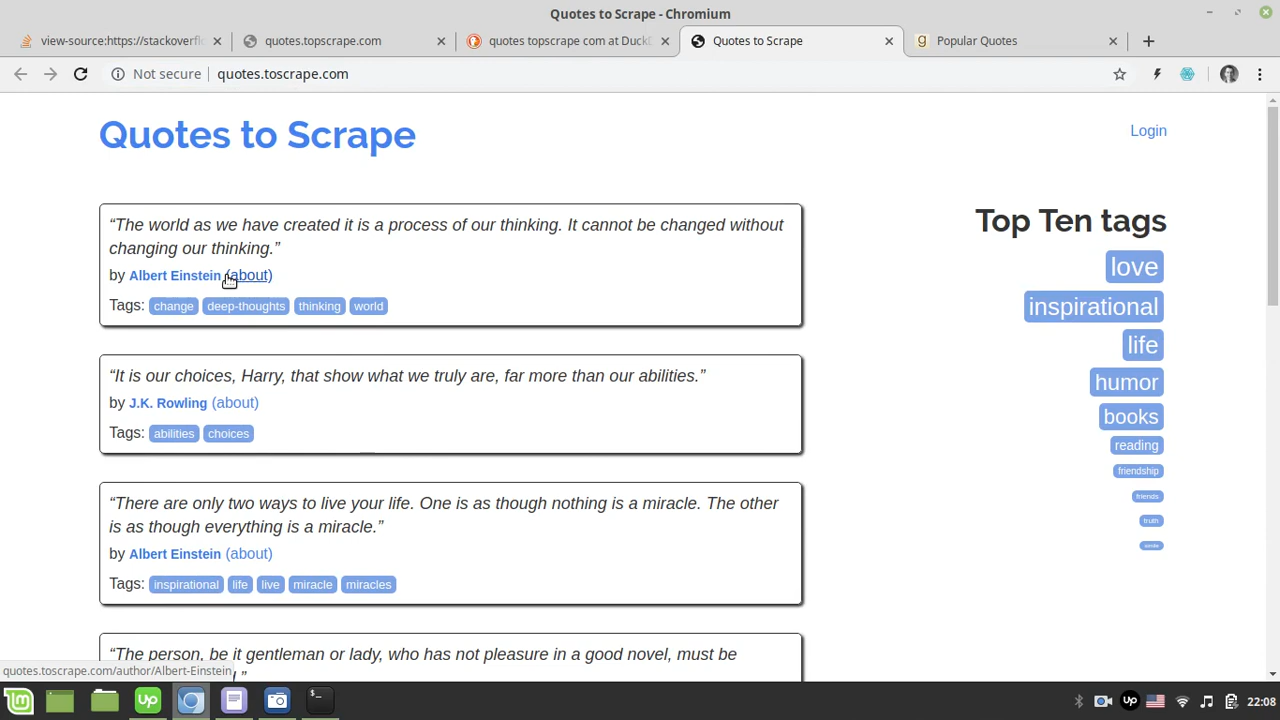 Quotes to Scrape - Chromium
view-source:https://stackoverfl
quotes.topscrape.com
quotes topscrape com at DuckD
Quotes to Scrape
Popular Quotes
Not secure
quotes.toscrape.com
Quotes to Scrape
Login
“The world as we have created it is a process of our thinking. It cannot be changed without
changing our thinking.”
by Albert Einstein (about)
Tags: change deep-thoughts thinking world
“It is our choices, Harry, that show what we truly are, far more than our abilities.”
by J.K. Rowling (about)
Tags: abilities choices
“There are only two ways to live your life. One is as though nothing is a miracle. The other
is as though everything is a miracle.”
by Albert Einstein (about)
Tags: inspirational life live miracle miracles
“The person, be it gentleman or lady, who has not pleasure in a good novel, must be
Top Ten tags
love
inspirational
life
humor
books
reading
friendship
friends
truth
simile
quotes.toscrape.com/author/Albert-Einstein
Up
Up
22:08